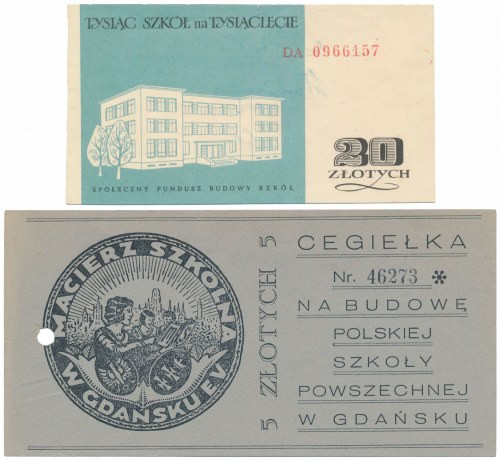 TYSIĄC SZKÓŁ na TYSIĄCLECIE
DA 0966157
20
ZŁOTYCH
SPOŁECZNY FUNDUSZ BUDOWY SZKÓŁ
MACIERZ SZKOLNA
W GDAŃSKU E.V.
5 ZŁOTYCH 5
CEGIEŁKA
Nr. 46273 *
NA BUDOWĘ
POLSKIEJ
SZKOŁY
POWSZECHNEJ
W GDAŃSKU